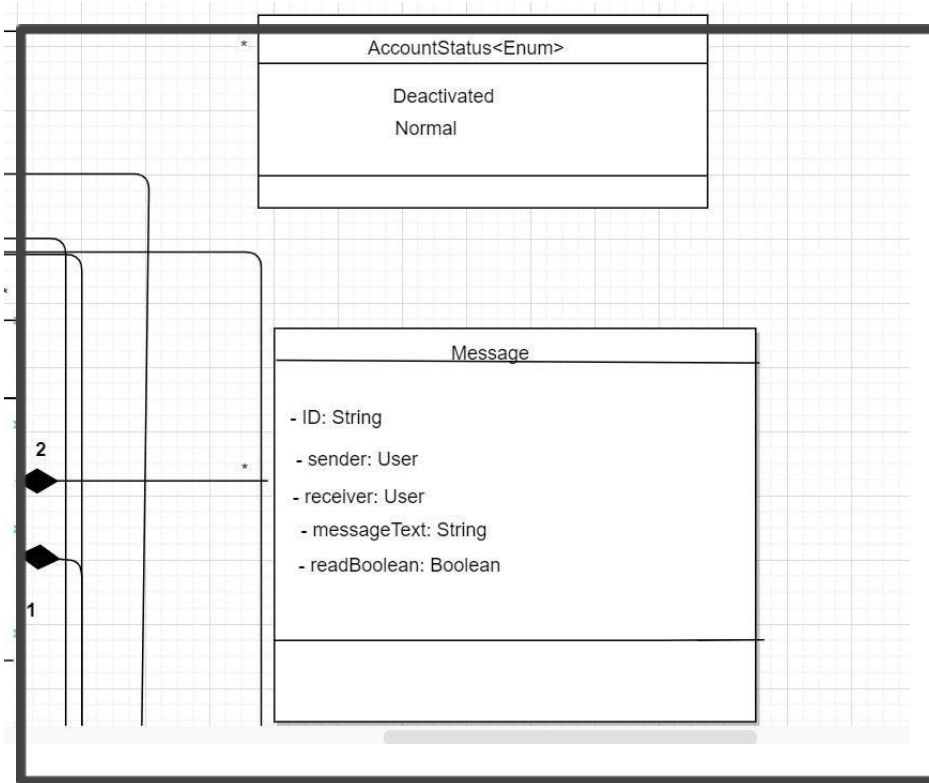 *
AccountStatus<Enum>
Deactivated
Normal
*
Message
- ID: String
2
*
- sender: User
- receiver: User
- messageText: String
- readBoolean: Boolean
1